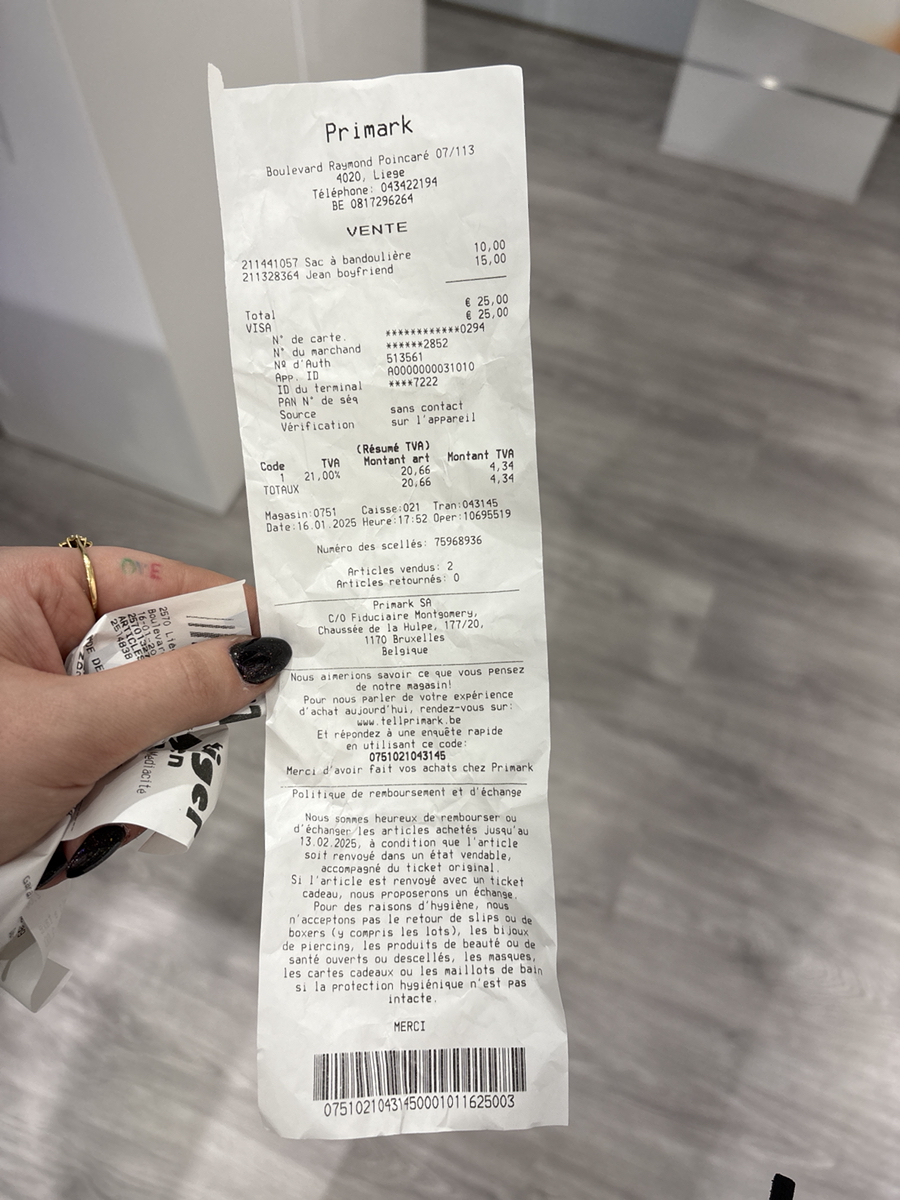 Primark
Boulevard Raymond Poincaré 07/113
4020, Liege
Téléphone: 043422194
BE 0817296264
VENTE
211441057 Sac à bandoulière 10,00
211328364 Jean boyfriend 15,00
Total € 25,00
VISA € 25,00
N° de carte. ************0294
N° du marchand ******2852
Nº d'Auth 513561
App. ID A0000000031010
ID du terminal ****7222
PAN N° de séq
Source sans contact
Vérification sur l'appareil
(Résumé TVA)
Code TVA Montant art Montant TVA
1 21,00% 20,66 4,34
TOTAUX 20,66 4,34
Magasin:0751 Caisse:021 Tran:043145
Date:16.01.2025 Heure:17:52 Oper:10695519
Numéro des scellés: 75968936
Articles vendus: 2
Articles retournés: 0
Primark SA
C/O Fiduciaire Montgomery,
Chaussée de la Hulpe, 177/20,
1170 Bruxelles
Belgique
Nous aimerions savoir ce que vous pensez
de notre magasin!
Pour nous parler de votre expérience
d'achat aujourd'hui, rendez-vous sur:
www.tellprimark.be
Et répondez à une enquête rapide
en utilisant ce code:
0751021043145
Merci d'avoir fait vos achats chez Primark
Politique de remboursement et d'échange
Nous sommes heureux de rembourser ou
d'échanger les articles achetés jusqu'au
13.02.2025, à condition que l'article
soit renvoyé dans un état vendable,
accompagné du ticket original.
Si l'article est renvoyé avec un ticket
cadeau, nous proposerons un échange.
Pour des raisons d'hygiène, nous
n'acceptons pas le retour de slips ou de
boxers (y compris les lots), les bijoux
de piercing, les produits de beauté ou de
santé ouverts ou descellés, les masques,
les cartes cadeaux ou les maillots de bain
si la protection hygiénique n'est pas
intacte.
MERCI
07510210431450001011625003
2570 Liè
Boulevar
ARTICLE
iger
Médiacité